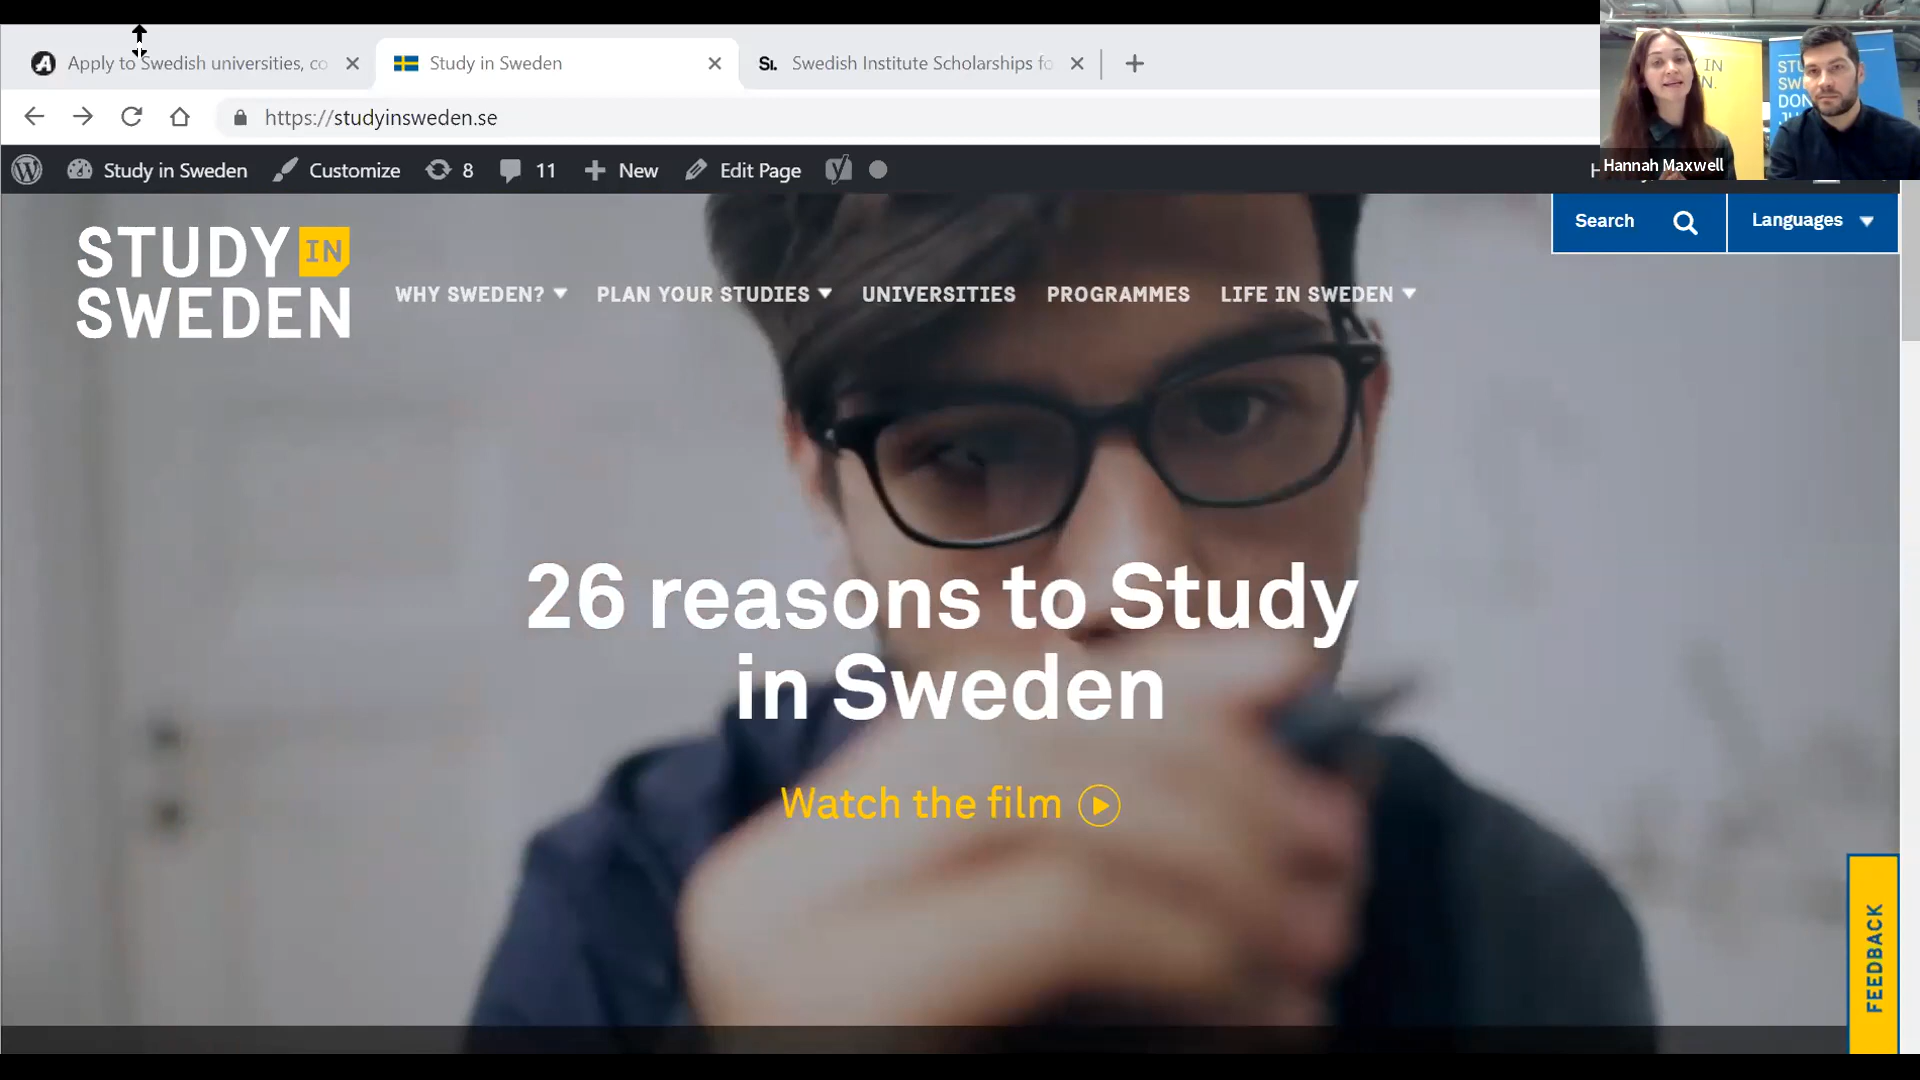 Apply to Swedish universities, co
Study in Sweden
Si. Swedish Institute Scholarships fo
https://studyinsweden.se
Study in Sweden
Customize
8
11
New
Edit Page
Hannah Maxwell
Search
Languages
STUDY IN
SWEDEN
WHY SWEDEN?
PLAN YOUR STUDIES
UNIVERSITIES
PROGRAMMES
LIFE IN SWEDEN
26 reasons to Study
in Sweden
Watch the film
FEEDBACK